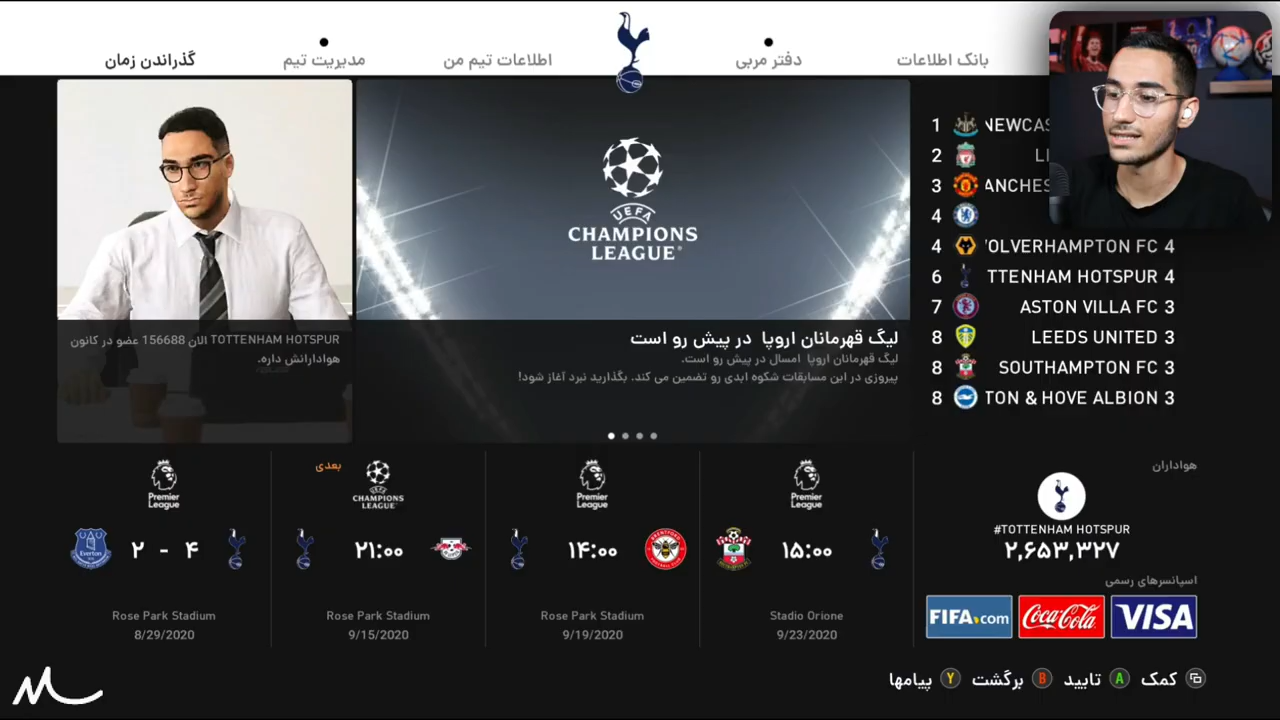 گذراندن زمان
مدیریت تیم
اطلاعات تیم من
دفتر مربی
بانک اطلاعات
TOTTENHAM HOTSPUR الان 156688 عضو در کانون
هوادارانش داره.
UEFA
CHAMPIONS
LEAGUE
لیگ قهرمانان اروپا در پیش رو است
لیگ قهرمانان اروپا امسال در پیش رو است.
پیروزی در این مسابقات شکوه ابدی رو تضمین می کند. بگذارید نبرد آغاز شود!
1
2
3
4
4 OLVERHAMPTON FC 4
6 TTENHAM HOTSPUR 4
7 ASTON VILLA FC 3
8 LEEDS UNITED 3
8 SOUTHAMPTON FC 3
8 TON & HOVE ALBION 3
Premier
League
Everton
۲ - ۴
Rose Park Stadium
8/29/2020
بعدی
CHAMPIONS
LEAGUE
۲۱:۰۰
Rose Park Stadium
9/15/2020
Premier
League
۱۴:۰۰
Rose Park Stadium
9/19/2020
Premier
League
۱۵:۰۰
Stadio Orione
9/23/2020
هواداران
#TOTTENHAM HOTSPUR
۲,۶۵۳,۳۲۷
اسپانسرهای رسمی
FIFA.com
Coca-Cola
VISA
کمک
A تایید
B برگشت
Y پیامها